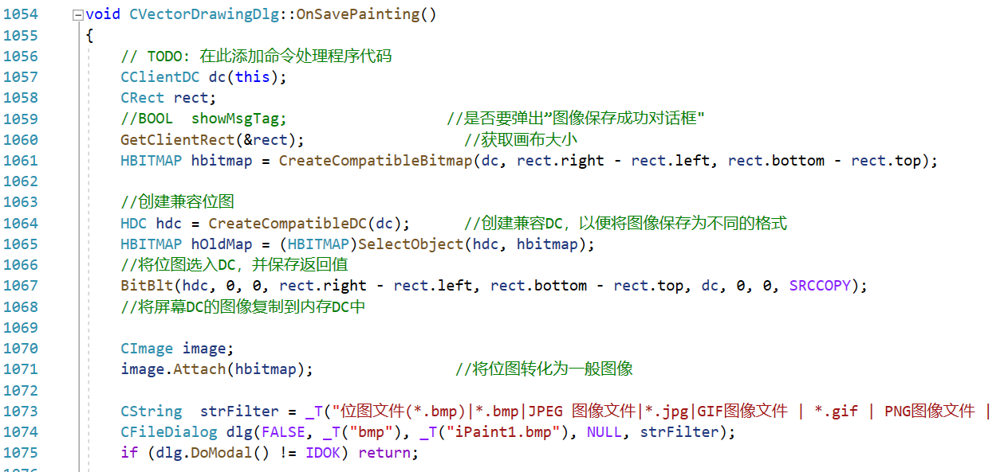 1054 void CVectorDrawingDlg::OnSavePainting()
1055 {
1056 // TODO: 在此添加命令处理程序代码
1057 CClientDC dc(this);
1058 CRect rect;
1059 //BOOL showMsgTag; //是否要弹出”图像保存成功对话框"
1060 GetClientRect(&rect); //获取画布大小
1061 HBITMAP hbitmap = CreateCompatibleBitmap(dc, rect.right - rect.left, rect.bottom - rect.top);
1062
1063 //创建兼容位图
1064 HDC hdc = CreateCompatibleDC(dc); //创建兼容DC，以便将图像保存为不同的格式
1065 HBITMAP hOldMap = (HBITMAP)SelectObject(hdc, hbitmap);
1066 //将位图选入DC，并保存返回值
1067 BitBlt(hdc, 0, 0, rect.right - rect.left, rect.bottom - rect.top, dc, 0, 0, SRCCOPY);
1068 //将屏幕DC的图像复制到内存DC中
1069
1070 CImage image;
1071 image.Attach(hbitmap); //将位图转化为一般图像
1072
1073 CString strFilter = _T("位图文件(*.bmp)|*.bmp|JPEG 图像文件|*.jpg|GIF图像文件 | *.gif | PNG图像文件 |
1074 CFileDialog dlg(FALSE, _T("bmp"), _T("iPaint1.bmp"), NULL, strFilter);
1075 if (dlg.DoModal() != IDOK) return;